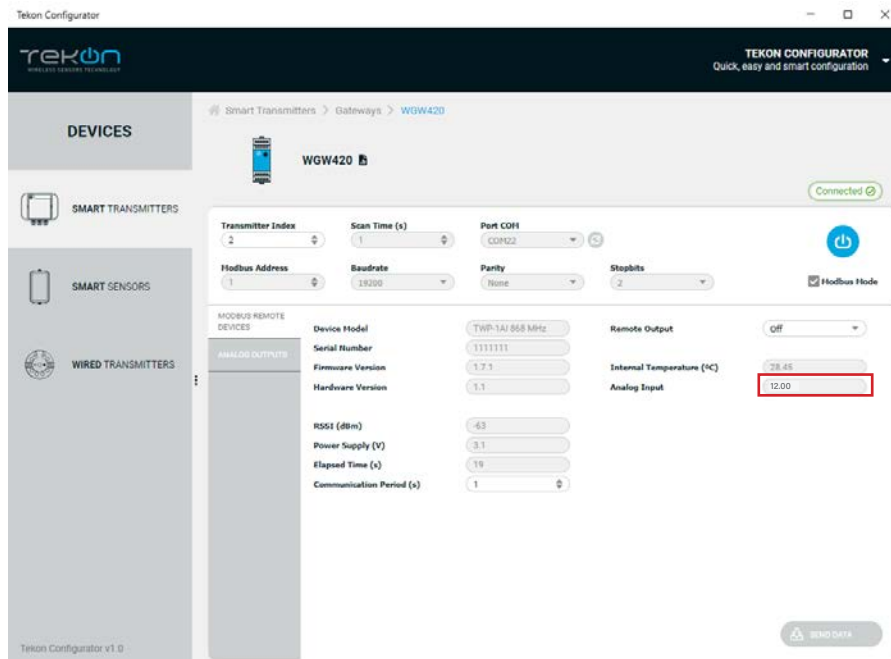 Tekon Configurator
TEKON
WIRELESS SENSORS TECHNOLOGY
TEKON CONFIGURATOR
Quick, easy and smart configuration
DEVICES
SMART TRANSMITTERS
SMART SENSORS
WIRED TRANSMITTERS
Tekon Configurator v1.0
Smart Transmitters > Gateways > WGW420
WGW420
Connected
Transmitter Index Scan Time (s) Port COM
2 1 COM22
Modbus Address Baudrate Parity Stopbits
1 19200 None 2 Modbus Mode
MODBUS REMOTE
DEVICES
ANALOG OUTPUTS
Device Model TWP-1AI 868 MHz Remote Output Off
Serial Number 1111111
Firmware Version 1.7.1 Internal Temperature (ºC) 28.45
Hardware Version 1.1 Analog Input 12.00
RSSI (dBm) -63
Power Supply (V) 3.1
Elapsed Time (s) 19
Communication Period (s) 1
SEND DATA